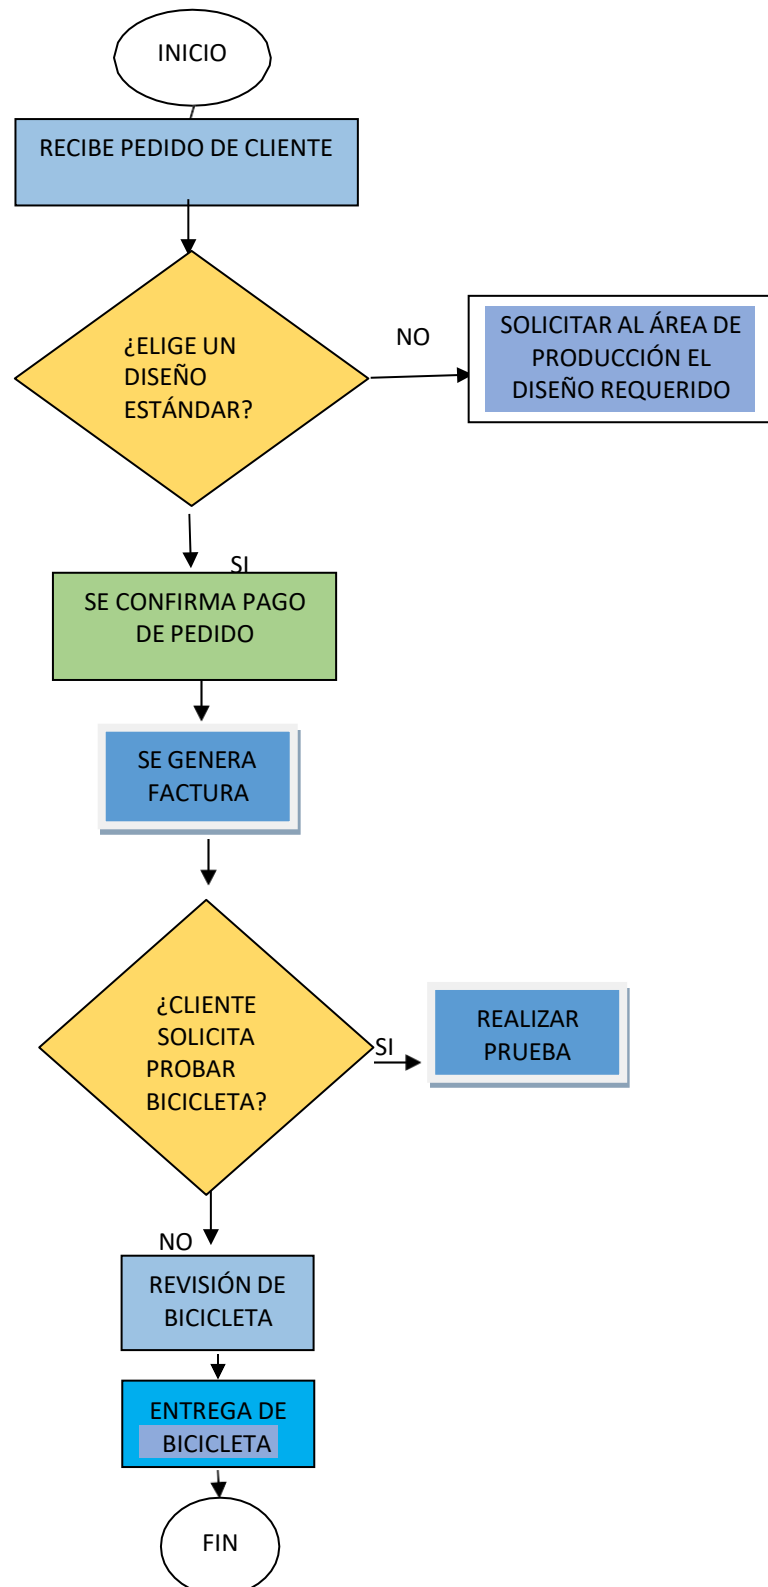 INICIO
RECIBE PEDIDO DE CLIENTE
¿ELIGE UN
DISEÑO
ESTÁNDAR?
NO
SOLICITAR AL ÁREA DE
PRODUCCIÓN EL
DISEÑO REQUERIDO
SI
SE CONFIRMA PAGO
DE PEDIDO
SE GENERA
FACTURA
¿CLIENTE
SOLICITA
PROBAR
BICICLETA?
SI
REALIZAR
PRUEBA
NO
REVISIÓN DE
BICICLETA
ENTREGA DE
BICICLETA
FIN